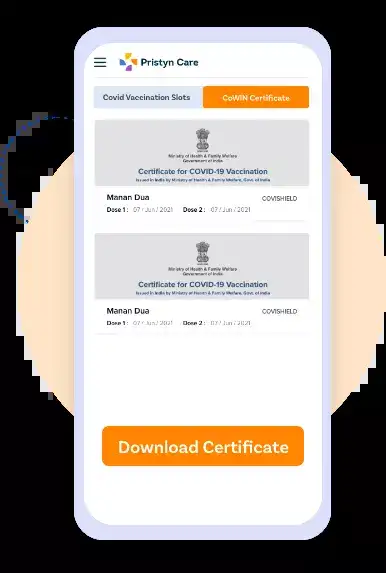 Pristyn Care
Covid Vaccination Slots
CoWIN Certificate
Ministry of Health & Family Welfare
Government of India
Certificate for COVID-19 Vaccination
Issued in India by Ministry of Health & Family Welfare, Govt. of India
Manan Dua COVISHIELD
Dose 1 : 07 / Jun / 2021 Dose 2 : 07 / Jun / 2021
Ministry of Health & Family Welfare
Government of India
Certificate for COVID-19 Vaccination
Issued in India by Ministry of Health & Family Welfare, Govt. of India
Manan Dua COVISHIELD
Dose 1 : 07 / Jun / 2021 Dose 2 : 07 / Jun / 2021
Download Certificate